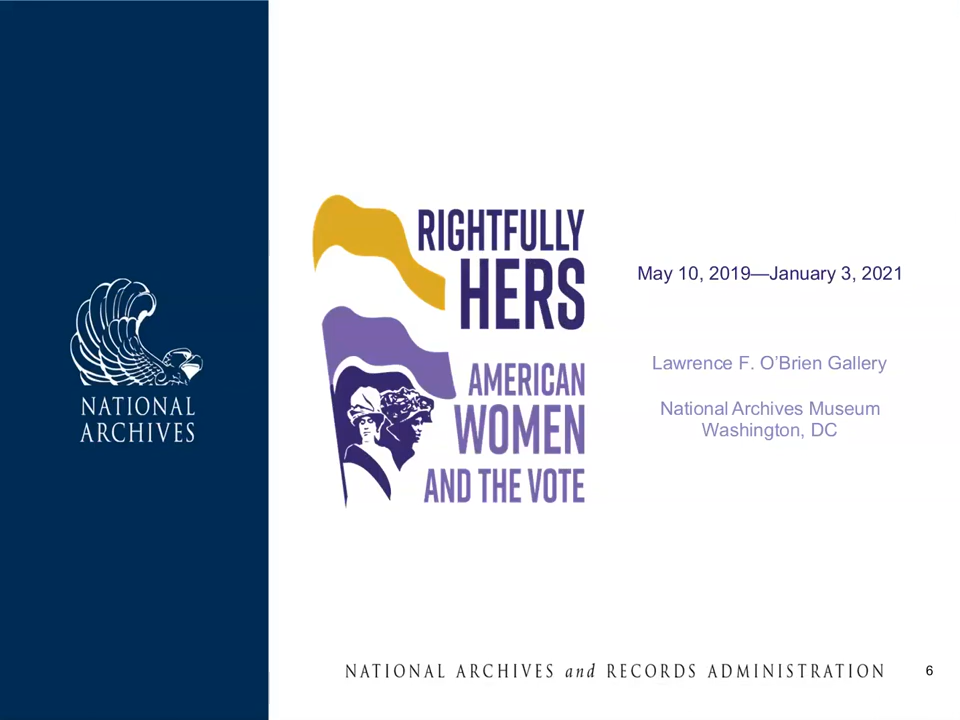 NATIONAL
ARCHIVES
RIGHTFULLY
HERS
AMERICAN
WOMEN
AND THE VOTE
May 10, 2019—January 3, 2021
Lawrence F. O’Brien Gallery
National Archives Museum
Washington, DC
NATIONAL ARCHIVES and RECORDS ADMINISTRATION
6